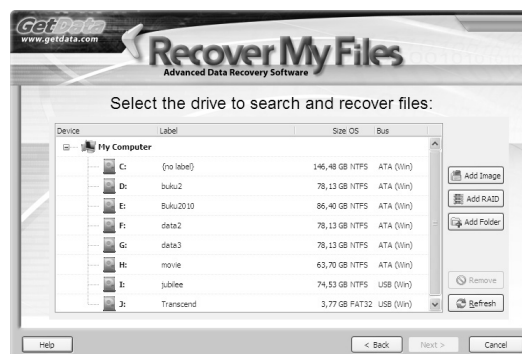 GetData
www.getdata.com
Recover My Files
Advanced Data Recovery Software
Select the drive to search and recover files:
Device Label Size OS Bus
My Computer
C: {no label} 146,48 GB NTFS ATA (Win)
D: buku2 78,13 GB NTFS ATA (Win)
E: Buku2010 86,40 GB NTFS ATA (Win)
F: data2 78,13 GB NTFS ATA (Win)
G: data3 78,13 GB NTFS ATA (Win)
H: movie 63,70 GB NTFS ATA (Win)
I: jubilee 74,53 GB NTFS USB (Win)
J: Transcend 3,77 GB FAT32 USB (Win)
Add Image
Add RAID
Add Folder
Remove
Refresh
Help < Back Next > Cancel